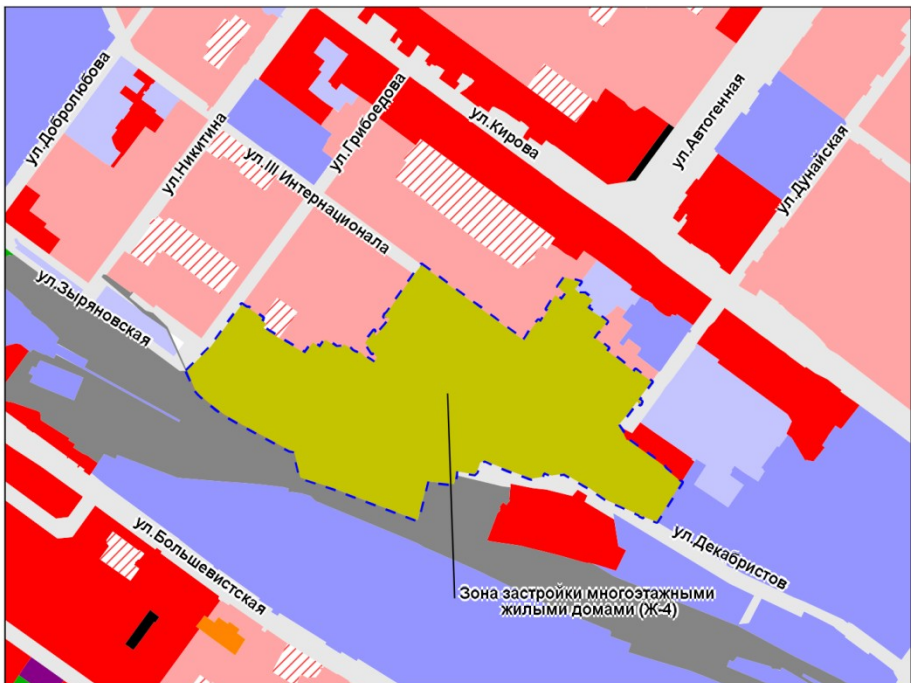 ул.Добролюбова
ул.Никитина
ул.III Интернационала
ул.Грибоедова
ул.Кирова
ул.Автогенная
ул.Дунайская
ул.Зыряновская
ул.Большевистская
ул.Декабристов
Зона застройки многоэтажными
жилыми домами (Ж-4)